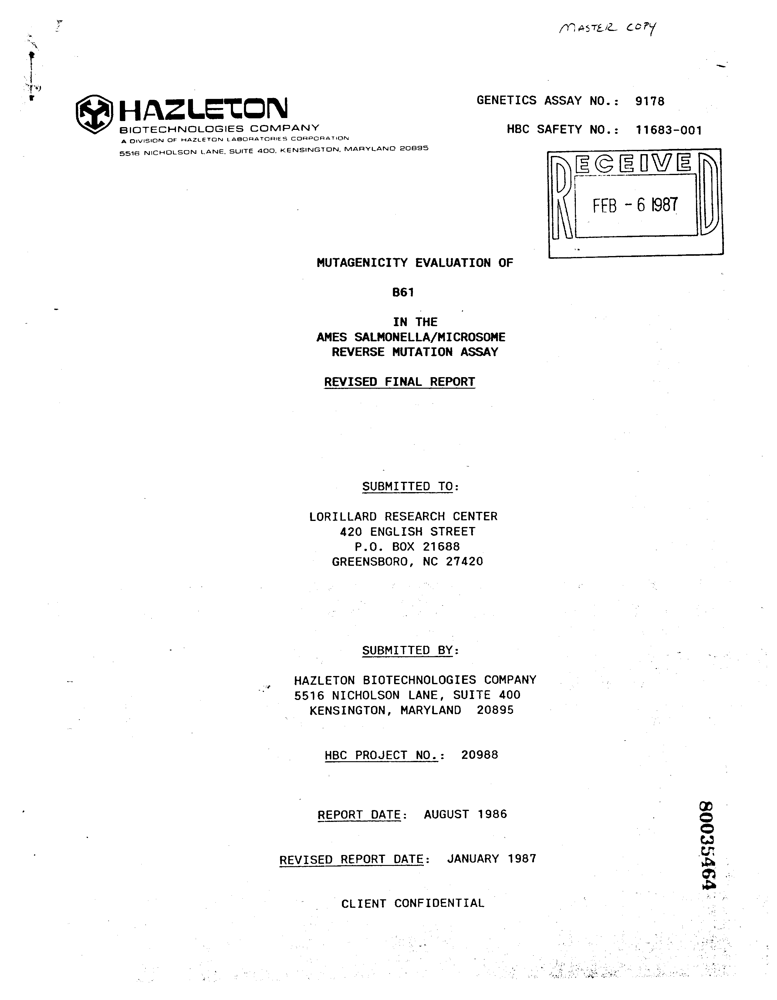 MASTER COPY
HAZLETON
BIOTECHNOLOGIES COMPANY
A DIVISION OF HAZLETON LABORATORIES CORPORATION
5516 NICHOLSON LANE, SUITE 400, KENSINGTON, MARYLAND 20895
GENETICS ASSAY NO.: 9178
HBC SAFETY NO.: 11683-001
RECEIVED
FEB - 6 1987
MUTAGENICITY EVALUATION OF
B61
IN THE
AMES SALMONELLA/MICROSOME
REVERSE MUTATION ASSAY
REVISED FINAL REPORT
SUBMITTED TO:
LORILLARD RESEARCH CENTER
420 ENGLISH STREET
P.O. BOX 21688
GREENSBORO, NC 27420
SUBMITTED BY:
HAZLETON BIOTECHNOLOGIES COMPANY
5516 NICHOLSON LANE, SUITE 400
KENSINGTON, MARYLAND 20895
HBC PROJECT NO.: 20988
REPORT DATE: AUGUST 1986
REVISED REPORT DATE: JANUARY 1987
CLIENT CONFIDENTIAL
80035464